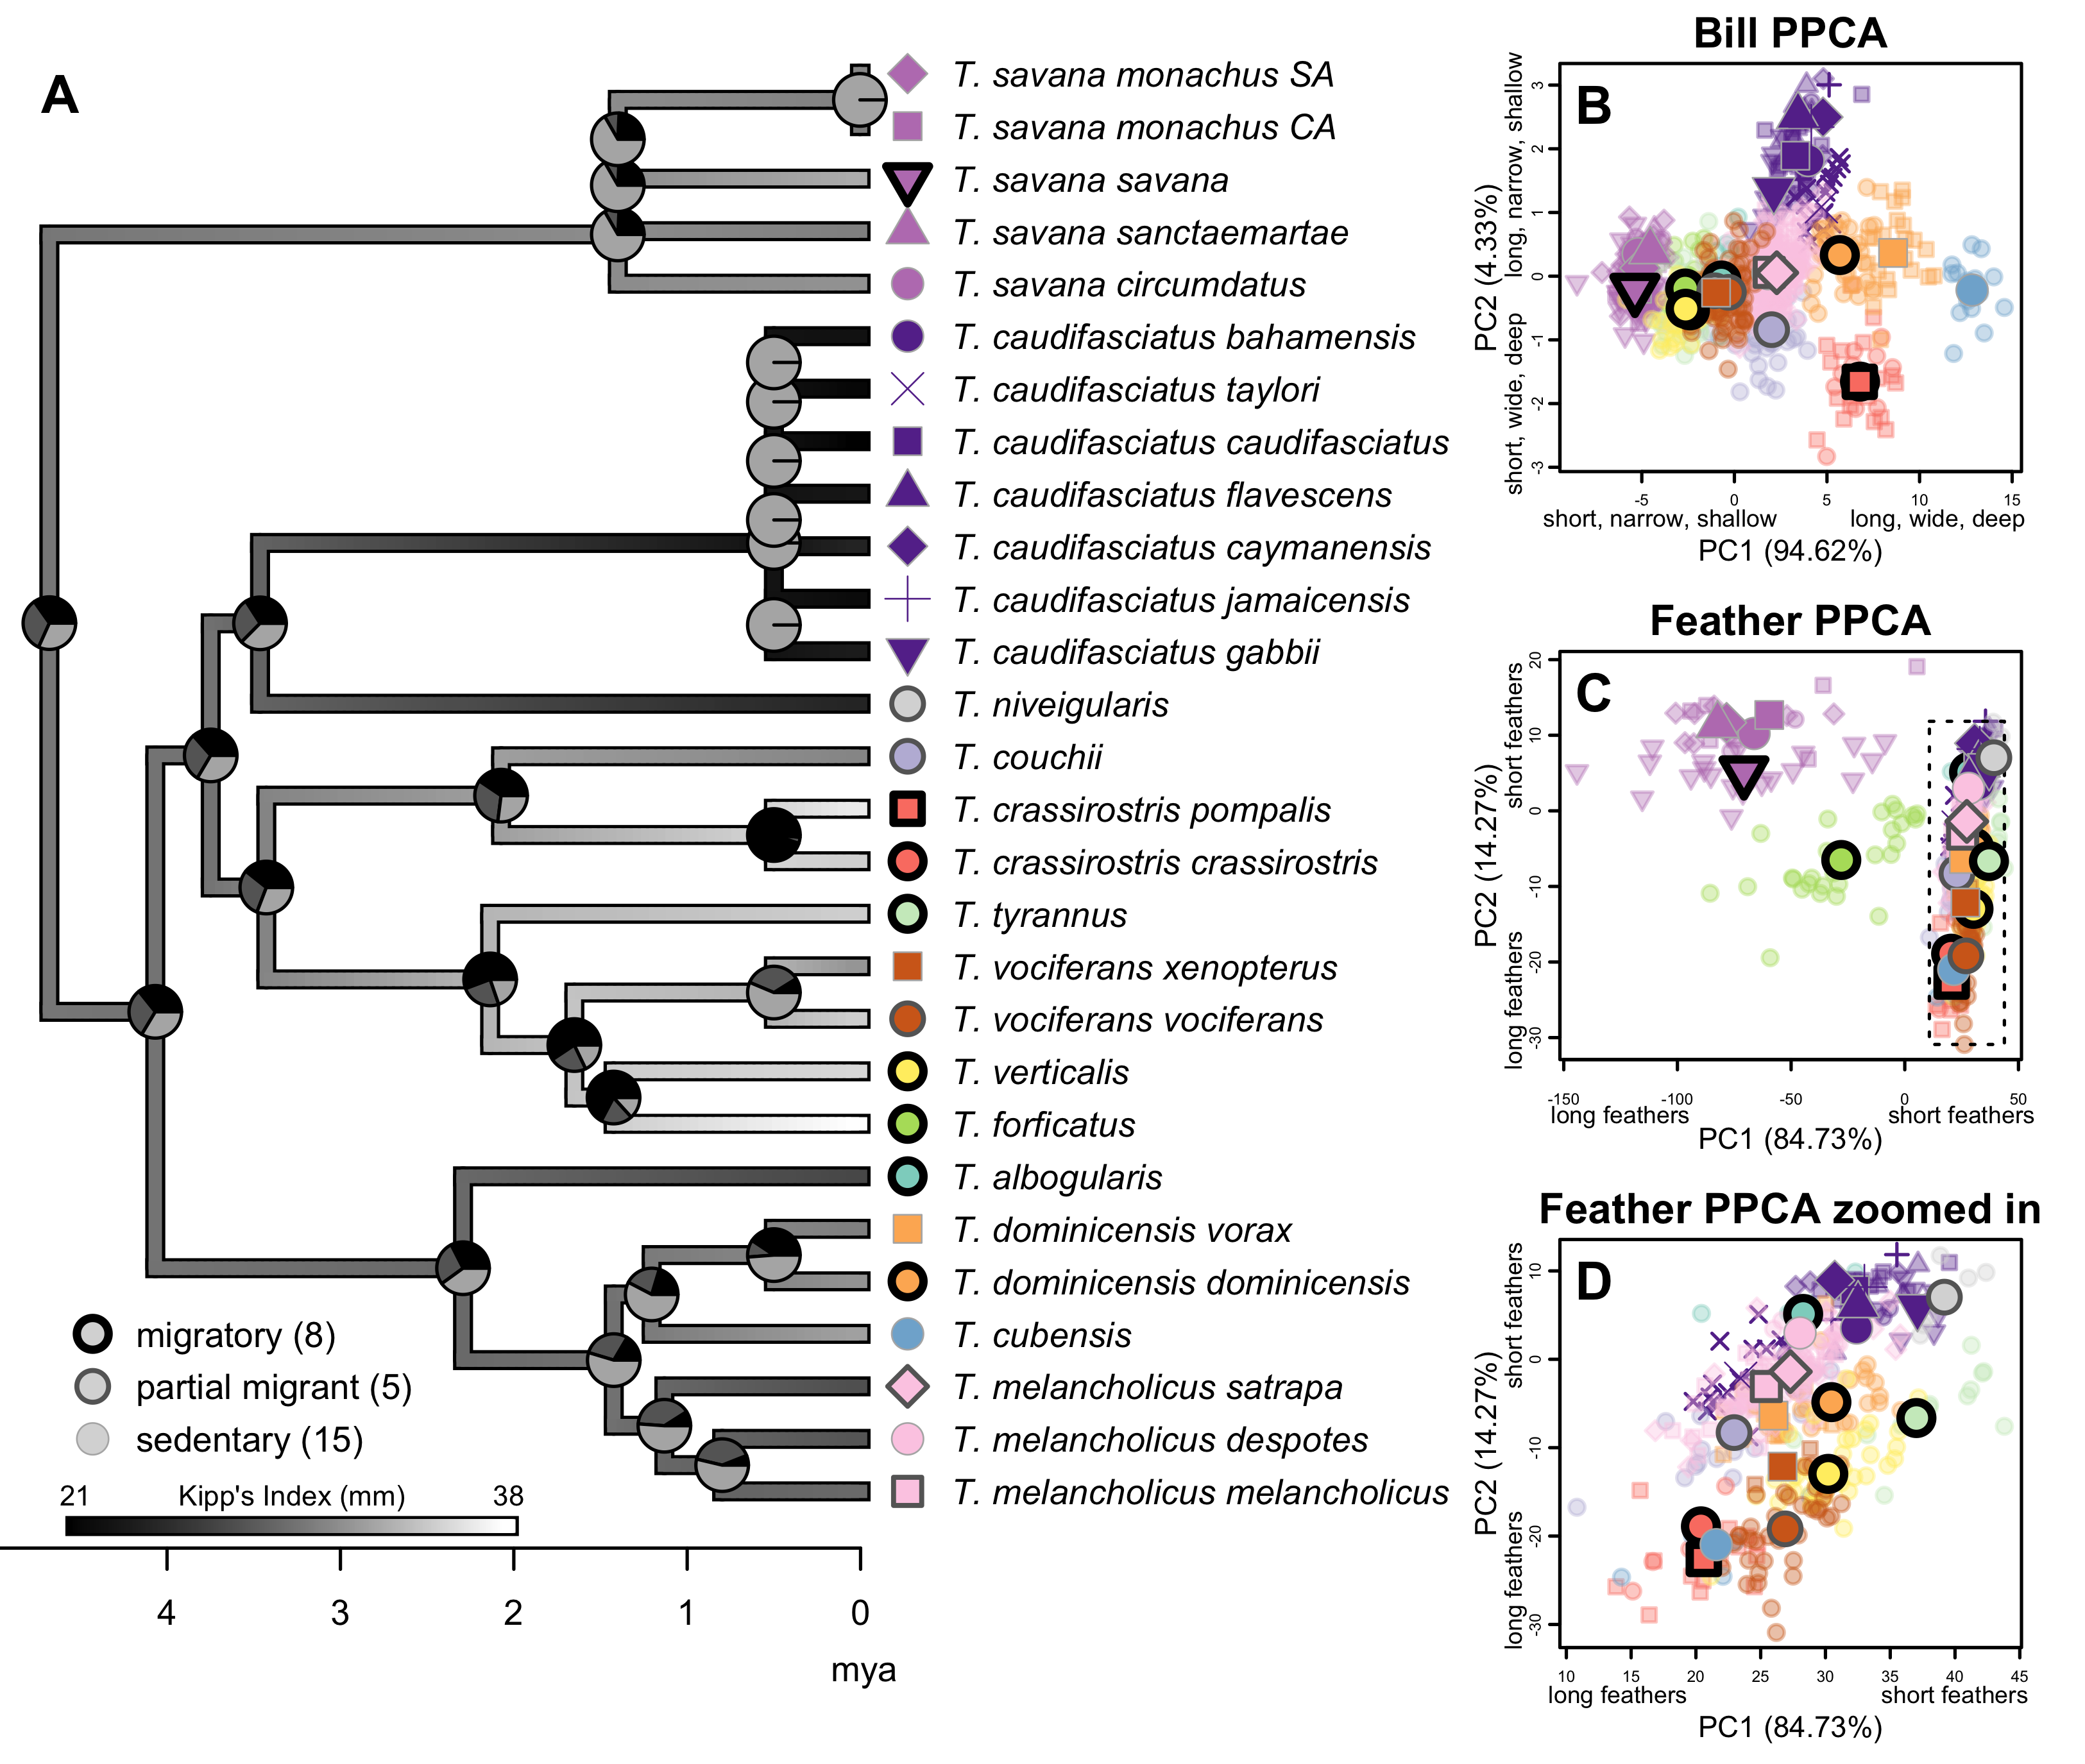 A
T. savana monachus SA
T. savana monachus CA
T. savana savana
T. savana sanctaemartae
T. savana circumdatus
T. caudifasciatus bahamensis
T. caudifasciatus taylori
T. caudifasciatus caudifasciatus
T. caudifasciatus flavescens
T. caudifasciatus caymanensis
T. caudifasciatus jamaicensis
T. caudifasciatus gabbii
T. niveigularis
T. couchii
T. crassirostris pompalis
T. crassirostris crassirostris
T. tyrannus
T. vociferans xenopterus
T. vociferans vociferans
T. verticalis
T. forficatus
T. albogularis
T. dominicensis vorax
T. dominicensis dominicensis
T. cubensis
T. melancholicus satrapa
T. melancholicus despotes
T. melancholicus melancholicus
migratory (8)
partial migrant (5)
sedentary (15)
21 Kipp's Index (mm) 38
4 3 2 1 0
mya
Bill PPCA
B
PC2 (4.33%)
long, narrow, shallow
short, wide, deep
3
2
1
0
-1
-2
-3
-5 0 5 10 15
short, narrow, shallow long, wide, deep
PC1 (94.62%)
Feather PPCA
C
PC2 (14.27%)
short feathers
long feathers
20
10
0
-10
-20
-30
-150 -100 -50 0 50
long feathers short feathers
PC1 (84.73%)
Feather PPCA zoomed in
D
PC2 (14.27%)
short feathers
long feathers
10
0
-10
-20
-30
10 15 20 25 30 35 40 45
long feathers short feathers
PC1 (84.73%)